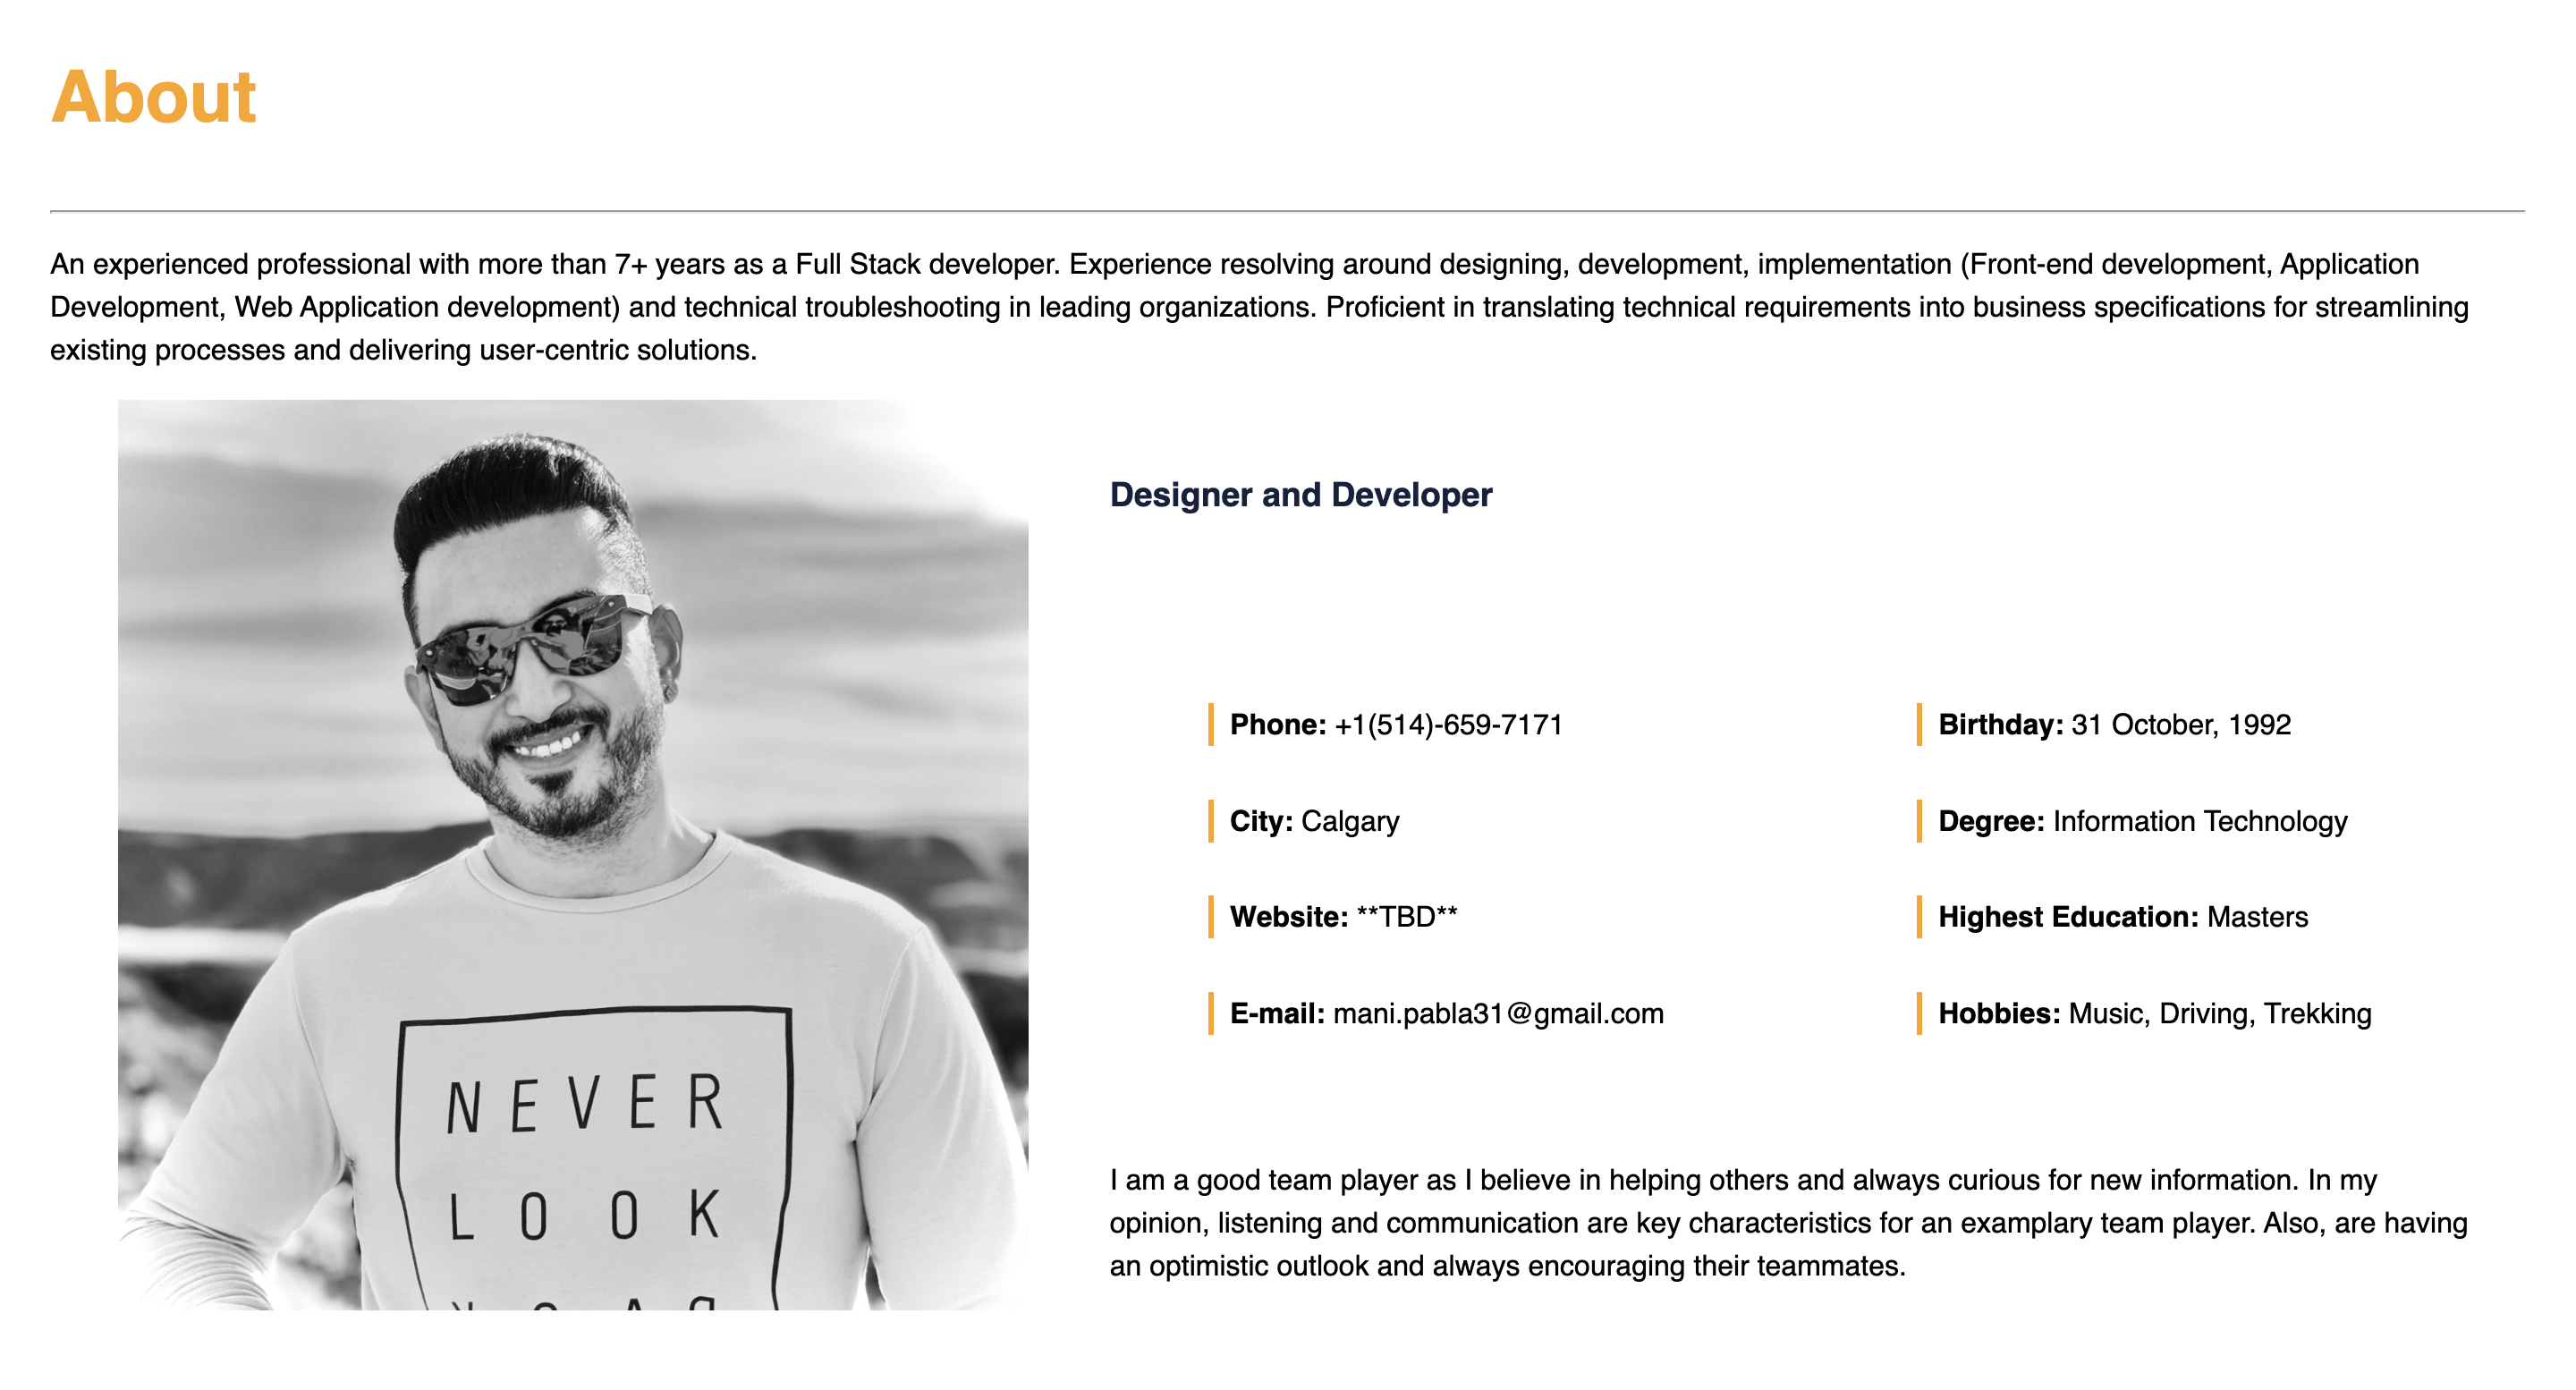 About
An experienced professional with more than 7+ years as a Full Stack developer. Experience resolving around designing, development, implementation (Front-end development, Application
Development, Web Application development) and technical troubleshooting in leading organizations. Proficient in translating technical requirements into business specifications for streamlining
existing processes and delivering user-centric solutions.
Designer and Developer
Phone: +1(514)-659-7171
Birthday: 31 October, 1992
City: Calgary
Degree: Information Technology
Website: **TBD**
Highest Education: Masters
E-mail: mani.pabla31@gmail.com
Hobbies: Music, Driving, Trekking
I am a good team player as I believe in helping others and always curious for new information. In my
opinion, listening and communication are key characteristics for an examplary team player. Also, are having
an optimistic outlook and always encouraging their teammates.
NEVER
LOOK